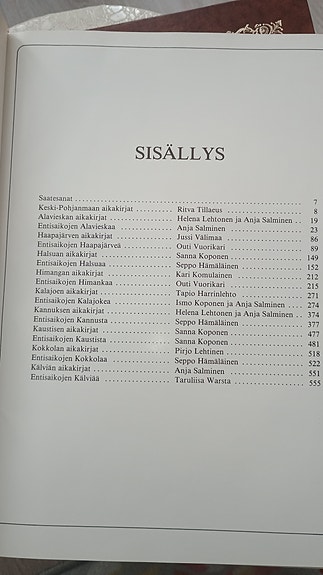 SISÄLLYS
Saatesanat . . . . . . . . . . . . . . . . . . . . . . . . . . . . . . . . . . . . 7
Keski-Pohjanmaan aikakirjat . . . . . . . . . Ritva Tillaeus . . . . . . . . . . . . . . . 8
Alavieskan aikakirjat . . . . . . . . . . . . . . . Helena Lehtonen ja Anja Salminen . . 19
Entisaikojen Alavieskaa . . . . . . . . . . . . . Anja Salminen . . . . . . . . . . . . . . . 23
Haapajärven aikakirjat . . . . . . . . . . . . . . Jussi Välimaa . . . . . . . . . . . . . . . 86
Entisaikojen Haapajärveä . . . . . . . . . . . . Outi Vuorikari . . . . . . . . . . . . . . . 89
Halsuan aikakirjat . . . . . . . . . . . . . . . . . Sanna Koponen . . . . . . . . . . . . . . . 149
Entisaikojen Halsuaa . . . . . . . . . . . . . . . Seppo Hämäläinen . . . . . . . . . . . . . 152
Himangan aikakirjat . . . . . . . . . . . . . . . Kari Komulainen . . . . . . . . . . . . . . 212
Entisaikojen Himankaa . . . . . . . . . . . . . Outi Vuorikari . . . . . . . . . . . . . . . 215
Kalajoen aikakirjat . . . . . . . . . . . . . . . . Tapio Harrinlehto . . . . . . . . . . . . . 271
Entisaikojen Kalajokea . . . . . . . . . . . . . Ismo Koponen ja Anja Salminen . . . 274
Kannuksen aikakirjat . . . . . . . . . . . . . . Helena Lehtonen ja Anja Salminen . . 374
Entisaikojen Kannusta . . . . . . . . . . . . . . Seppo Hämäläinen . . . . . . . . . . . . . 377
Kaustisen aikakirjat . . . . . . . . . . . . . . . Sanna Koponen . . . . . . . . . . . . . . . 477
Entisaikojen Kaustista . . . . . . . . . . . . . . Sanna Koponen . . . . . . . . . . . . . . . 481
Kokkolan aikakirjat . . . . . . . . . . . . . . . Pirjo Lehtinen . . . . . . . . . . . . . . . 518
Entisaikojen Kokkolaa . . . . . . . . . . . . . . Seppo Hämäläinen . . . . . . . . . . . . . 522
Kälviän aikakirjat . . . . . . . . . . . . . . . . . Anja Salminen . . . . . . . . . . . . . . . 551
Entisaikojen Kälviää . . . . . . . . . . . . . . . Taruliisa Warsta . . . . . . . . . . . . . . 555